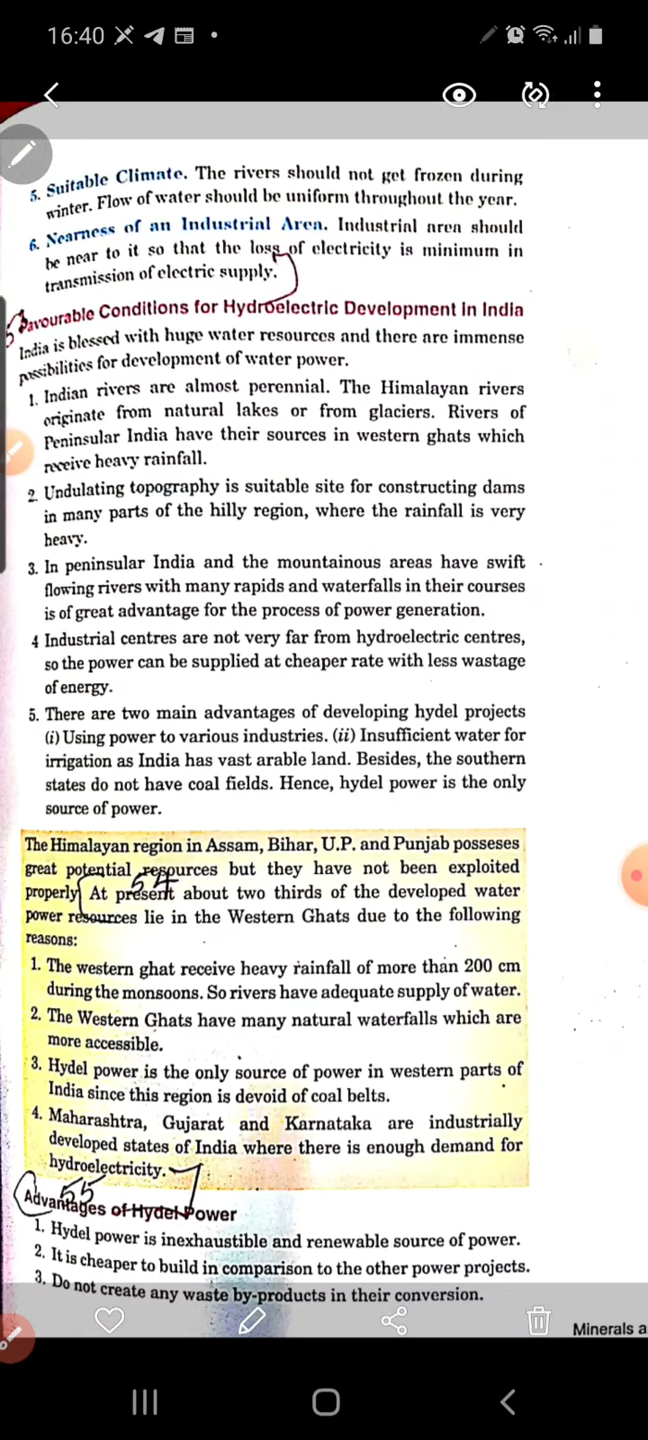 16:40
5. Suitable Climate. The rivers should not get frozen during
winter. Flow of water should be uniform throughout the year.
6. Nearness of an Industrial Area. Industrial area should
be near to it so that the loss of electricity is minimum in
transmission of electric supply.
Favourable Conditions for Hydroelectric Development in India
India is blessed with huge water resources and there are immense
possibilities for development of water power.
1. Indian rivers are almost perennial. The Himalayan rivers
originate from natural lakes or from glaciers. Rivers of
Peninsular India have their sources in western ghats which
receive heavy rainfall.
2. Undulating topography is suitable site for constructing dams
in many parts of the hilly region, where the rainfall is very
heavy.
3. In peninsular India and the mountainous areas have swift
flowing rivers with many rapids and waterfalls in their courses
is of great advantage for the process of power generation.
4 Industrial centres are not very far from hydroelectric centres,
so the power can be supplied at cheaper rate with less wastage
of energy.
5. There are two main advantages of developing hydel projects
(i) Using power to various industries. (ii) Insufficient water for
irrigation as India has vast arable land. Besides, the southern
states do not have coal fields. Hence, hydel power is the only
source of power.
The Himalayan region in Assam, Bihar, U.P. and Punjab posseses
great potential resources but they have not been exploited
54
properly. At present about two thirds of the developed water
power resources lie in the Western Ghats due to the following
reasons:
1. The western ghat receive heavy rainfall of more than 200 cm
during the monsoons. So rivers have adequate supply of water.
2. The Western Ghats have many natural waterfalls which are
more accessible.
3. Hydel power is the only source of power in western parts of
India since this region is devoid of coal belts.
4. Maharashtra, Gujarat and Karnataka are industrially
developed states of India where there is enough demand for
hydroelectricity.
55
Advantages of Hydel Power
1. Hydel power is inexhaustible and renewable source of power.
2. It is cheaper to build in comparison to the other power projects.
3. Do not create any waste by-products in their conversion.
Minerals a